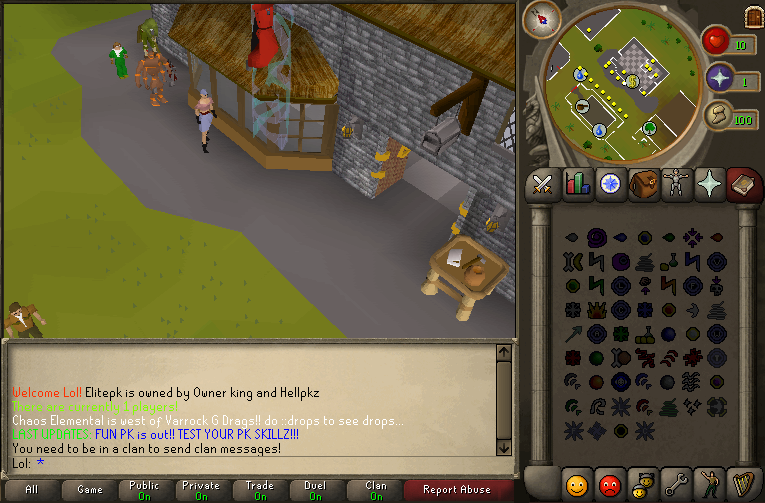 10
1
100
Welcome Lol! Elitepk is owned by Owner king and Hellpkz
Chaos Elemental is west of Varrock 6 Drags!! do ::drops to see drops...
LAST UPDATES: FUN PK is out!! TEST YOUR PK SKILLZ!!!
You need to be in a clan to send clan messages!
Lol: *
All Game Public On Private On Trade On Duel On Clan On Report Abuse